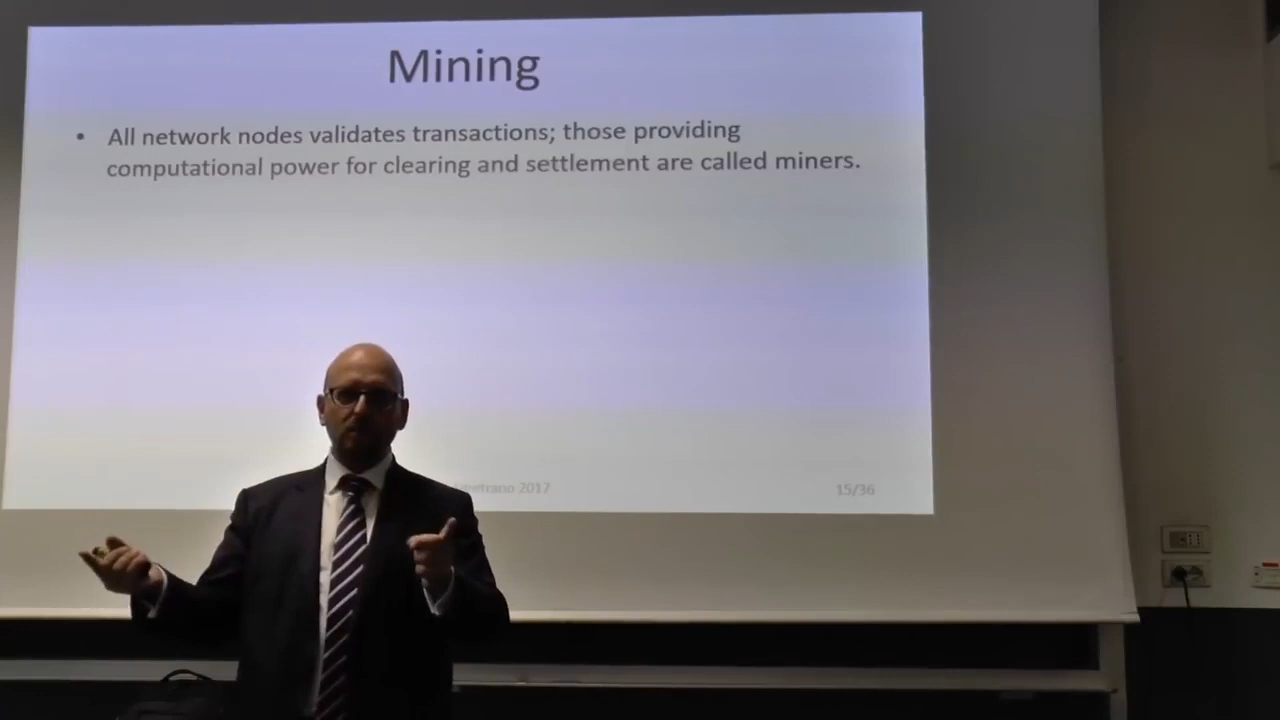 Mining
• All network nodes validates transactions; those providing
computational power for clearing and settlement are called miners.
2017
15/36